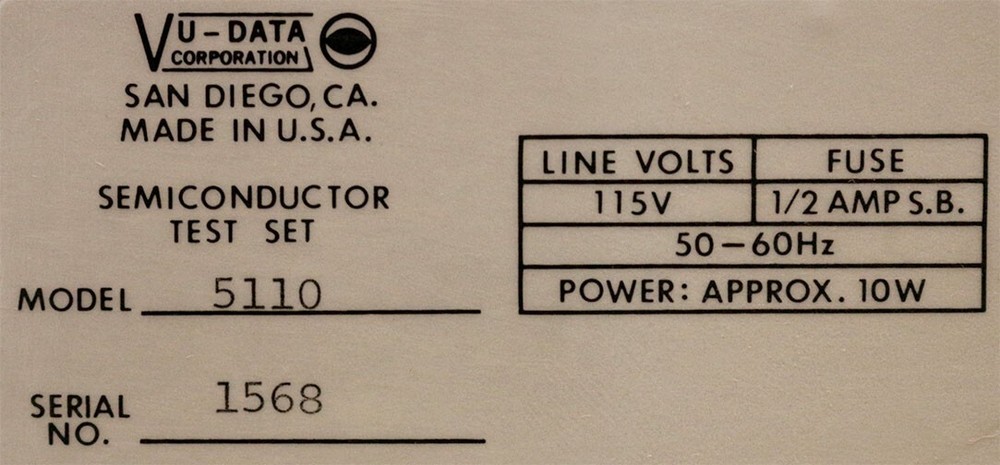 VU-DATA
CORPORATION
SAN DIEGO, CA.
MADE IN U.S.A.
SEMICONDUCTOR
TEST SET
MODEL 5110
SERIAL NO. 1568
LINE VOLTS FUSE
115V 1/2 AMP S.B.
50-60Hz
POWER: APPROX. 10W